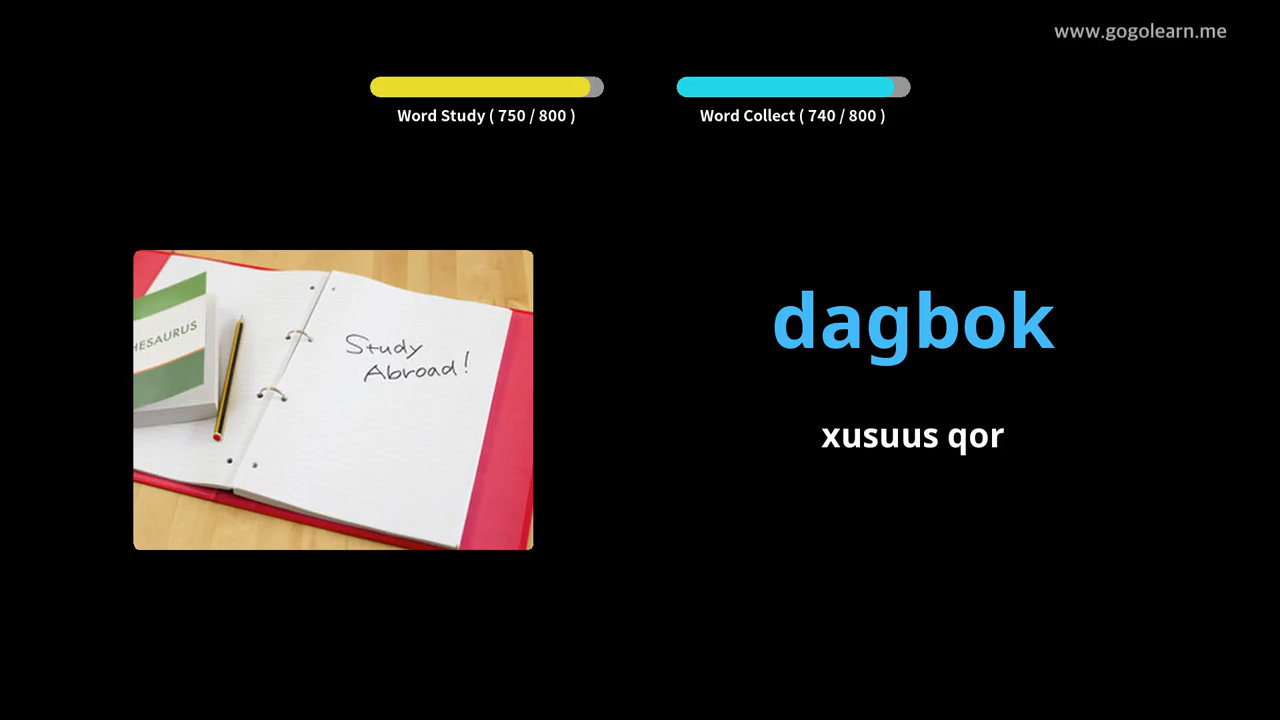 www.gogolearn.me
Word Study ( 750 / 800 )
Word Collect ( 740 / 800 )
HESAURUS
Study
Abroad!
dagbok
xusuus qor